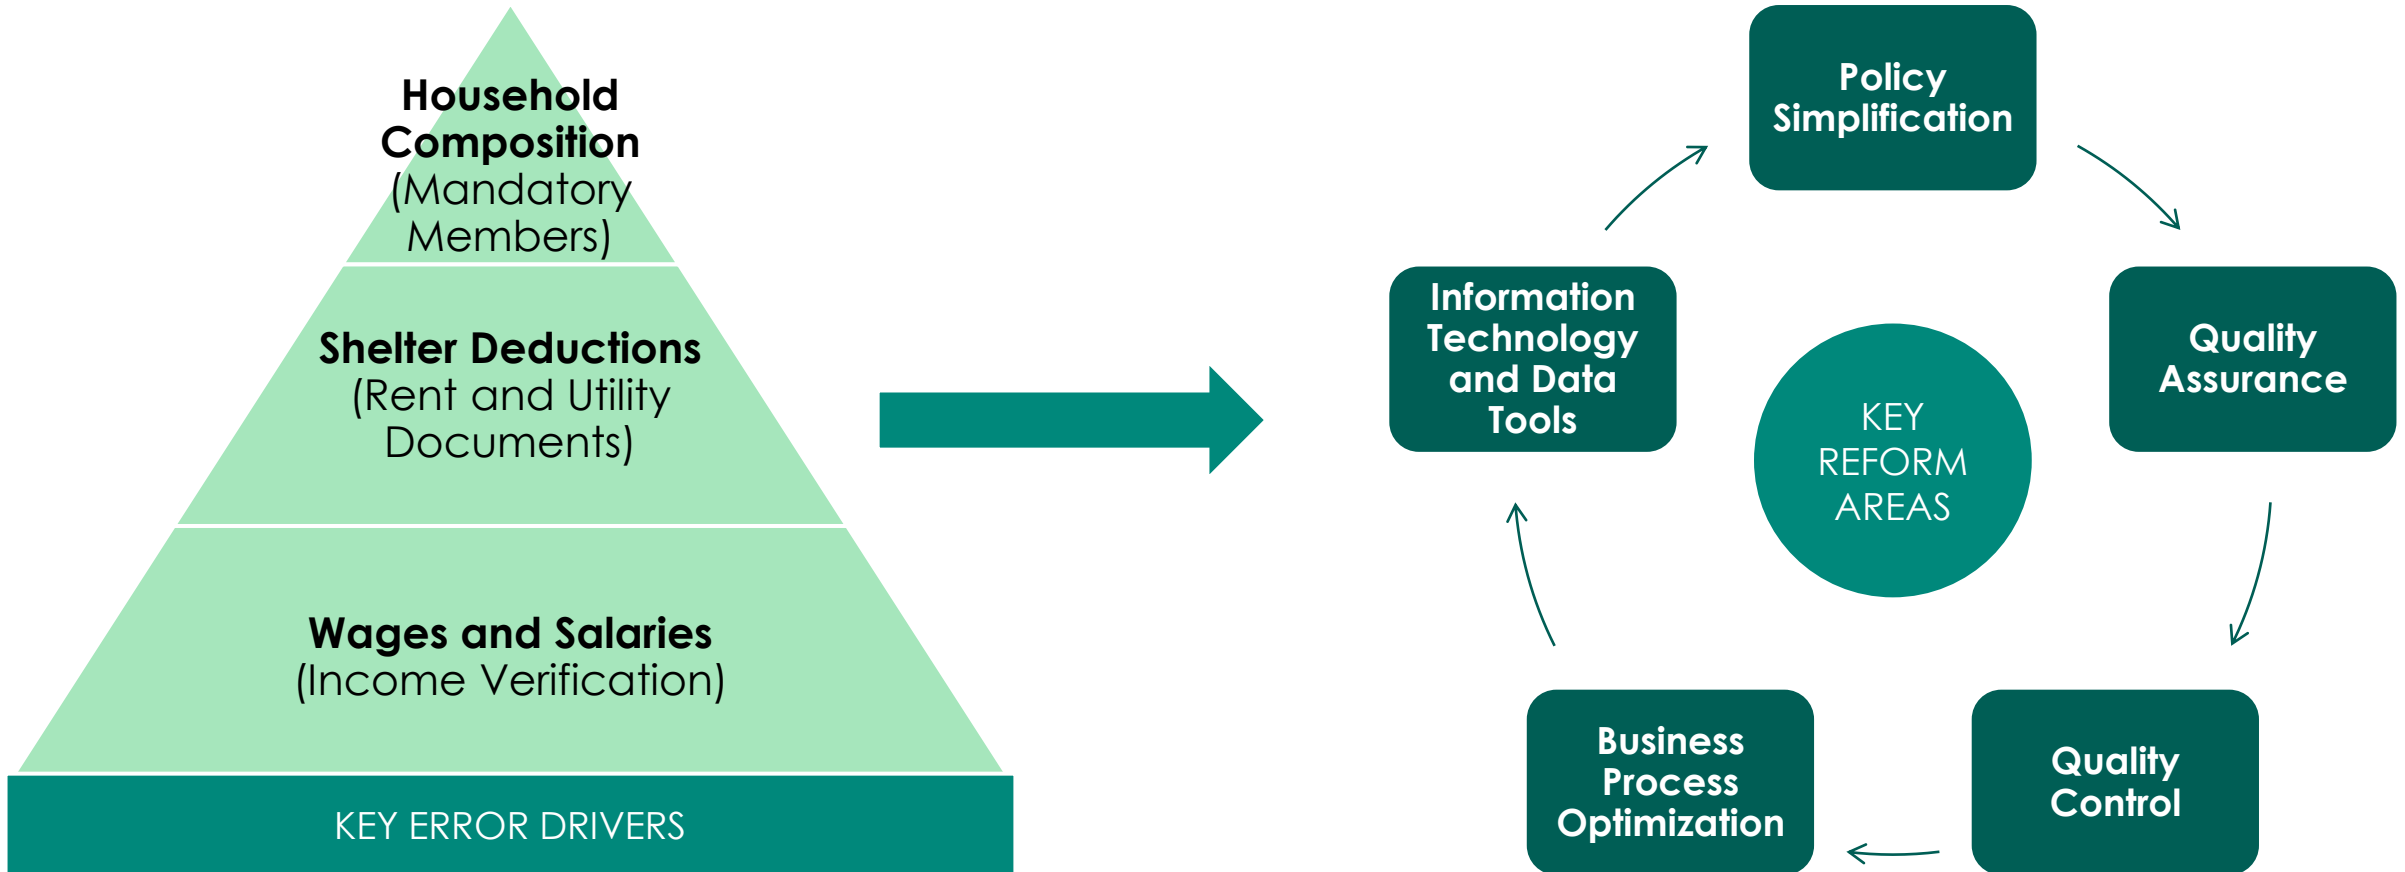 Household
Composition
(Mandatory
Members)
Shelter Deductions
(Rent and Utility
Documents)
Wages and Salaries
(Income Verification)
KEY ERROR DRIVERS
Policy
Simplification
Quality
Assurance
Quality
Control
Business
Process
Optimization
Information
Technology
and Data
Tools
KEY
REFORM
AREAS